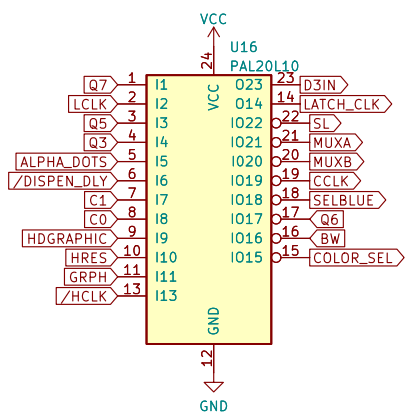 VCC
24
U16
PAL20L10
VCC
Q7 1 I1 O23 23 D3IN
LCLK 2 I2 O14 14 LATCH_CLK
Q5 3 I3 IO22 22 SL
Q3 4 I4 IO21 21 MUXA
ALPHA_DOTS 5 I5 I020 20 MUXB
/DISPEN_DLY 6 I6 IO19 19 CCLK
C1 7 I7 IO18 18 SELBLUE
C0 8 I8 IO17 17 Q6
HDGRAPHIC 9 I9 IO16 16 BW
HRES 10 I10 IO15 15 COLOR_SEL
GRPH 11 I11
/HCLK 13 I13
GND
12
GND